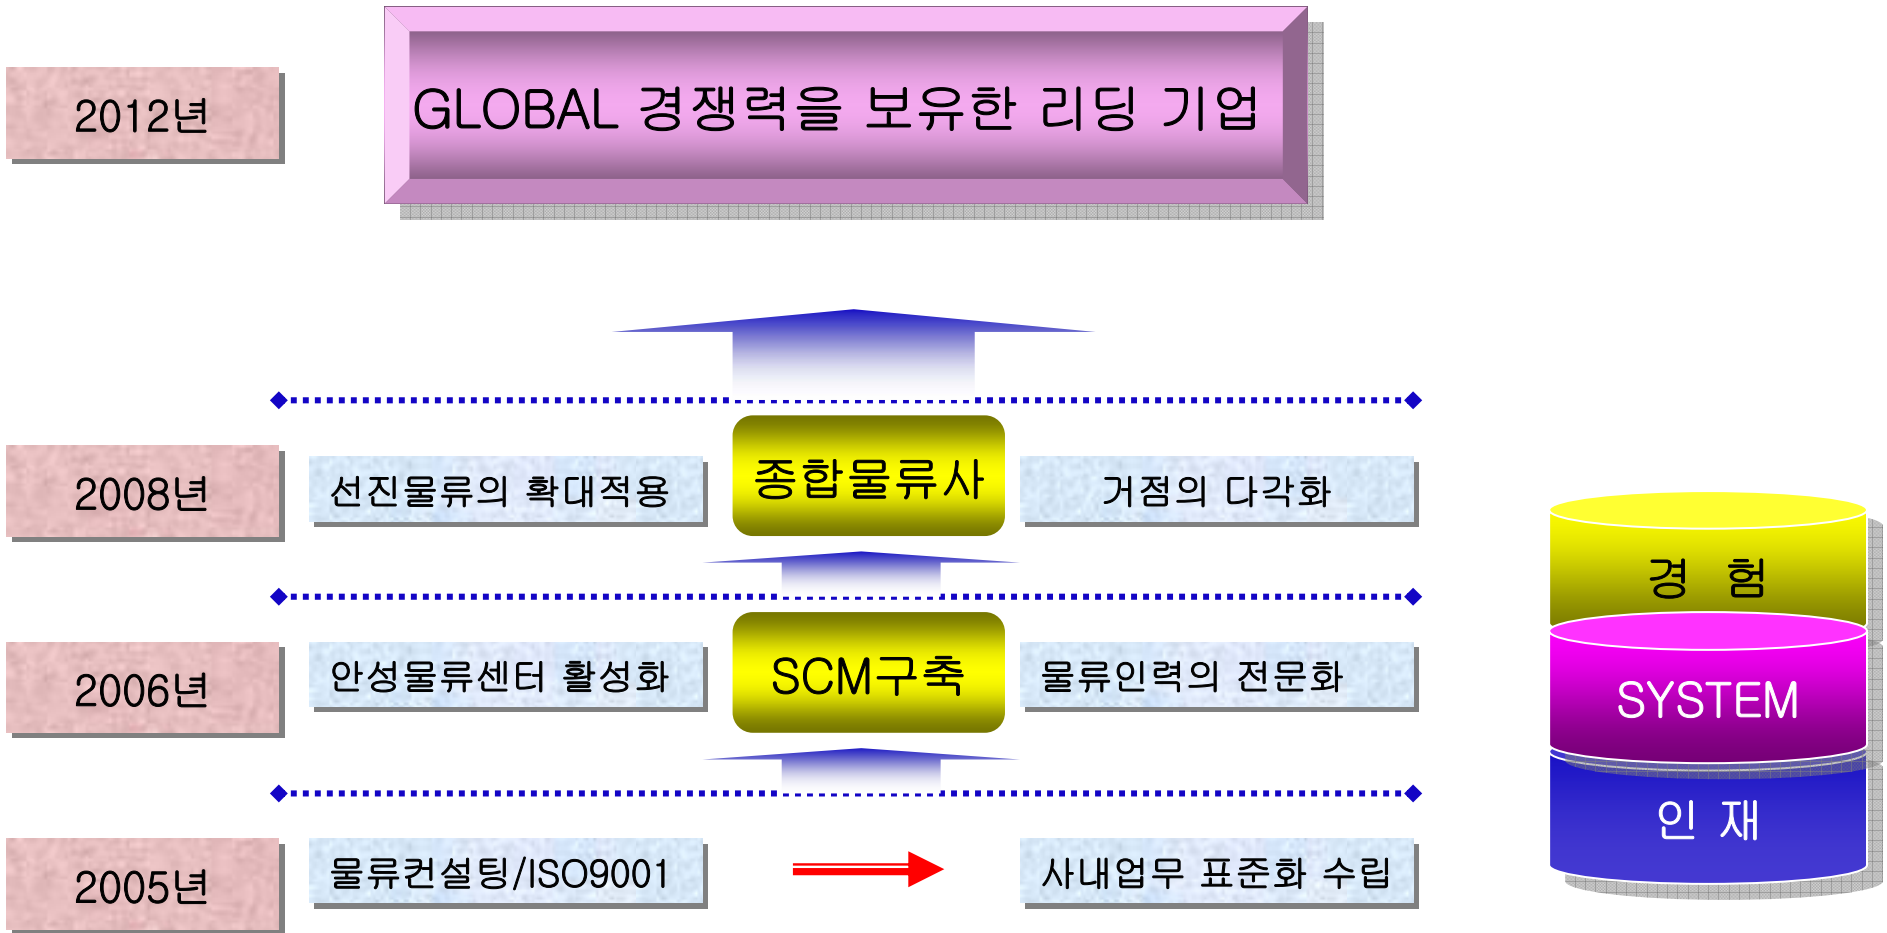 2012년
GLOBAL 경쟁력을 보유한 리딩 기업
2008년
선진물류의 확대적용
종합물류사
거점의 다각화
2006년
안성물류센터 활성화
SCM구축
물류인력의 전문화
2005년
물류컨설팅/ISO9001
사내업무 표준화 수립
경 험
SYSTEM
인 재